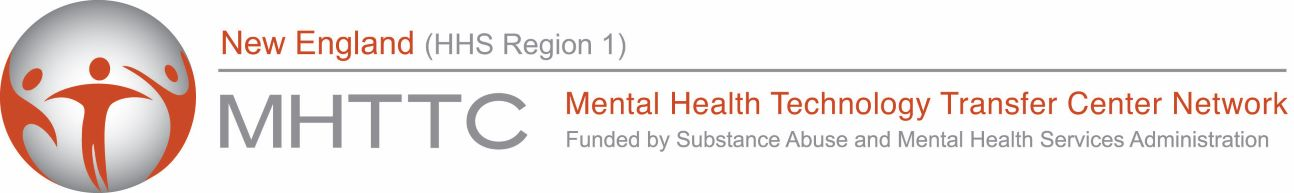 New England (HHS Region 1)
MHTTC
Mental Health Technology Transfer Center Network
Funded by Substance Abuse and Mental Health Services Administration